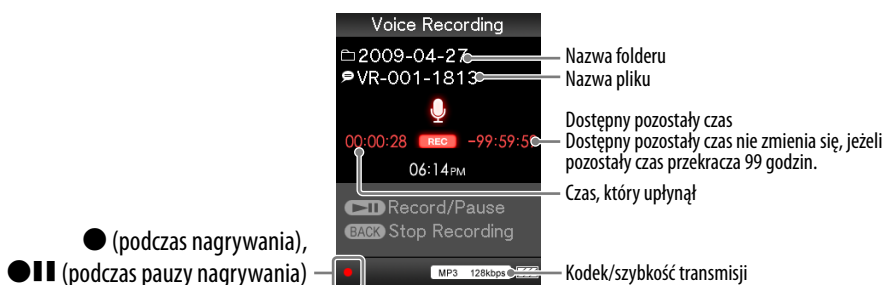 Voice Recording
2009-04-27
VR-001-1813
00:00:28 REC -99:59:5
06:14PM
Record/Pause
BACK Stop Recording
MP3 128kbps
Nazwa folderu
Nazwa pliku
Dostępny pozostały czas
Dostępny pozostały czas nie zmienia się, jeżeli
pozostały czas przekracza 99 godzin.
Czas, który upłynął
(podczas nagrywania),
(podczas pauzy nagrywania)
Kodek/szybkość transmisji